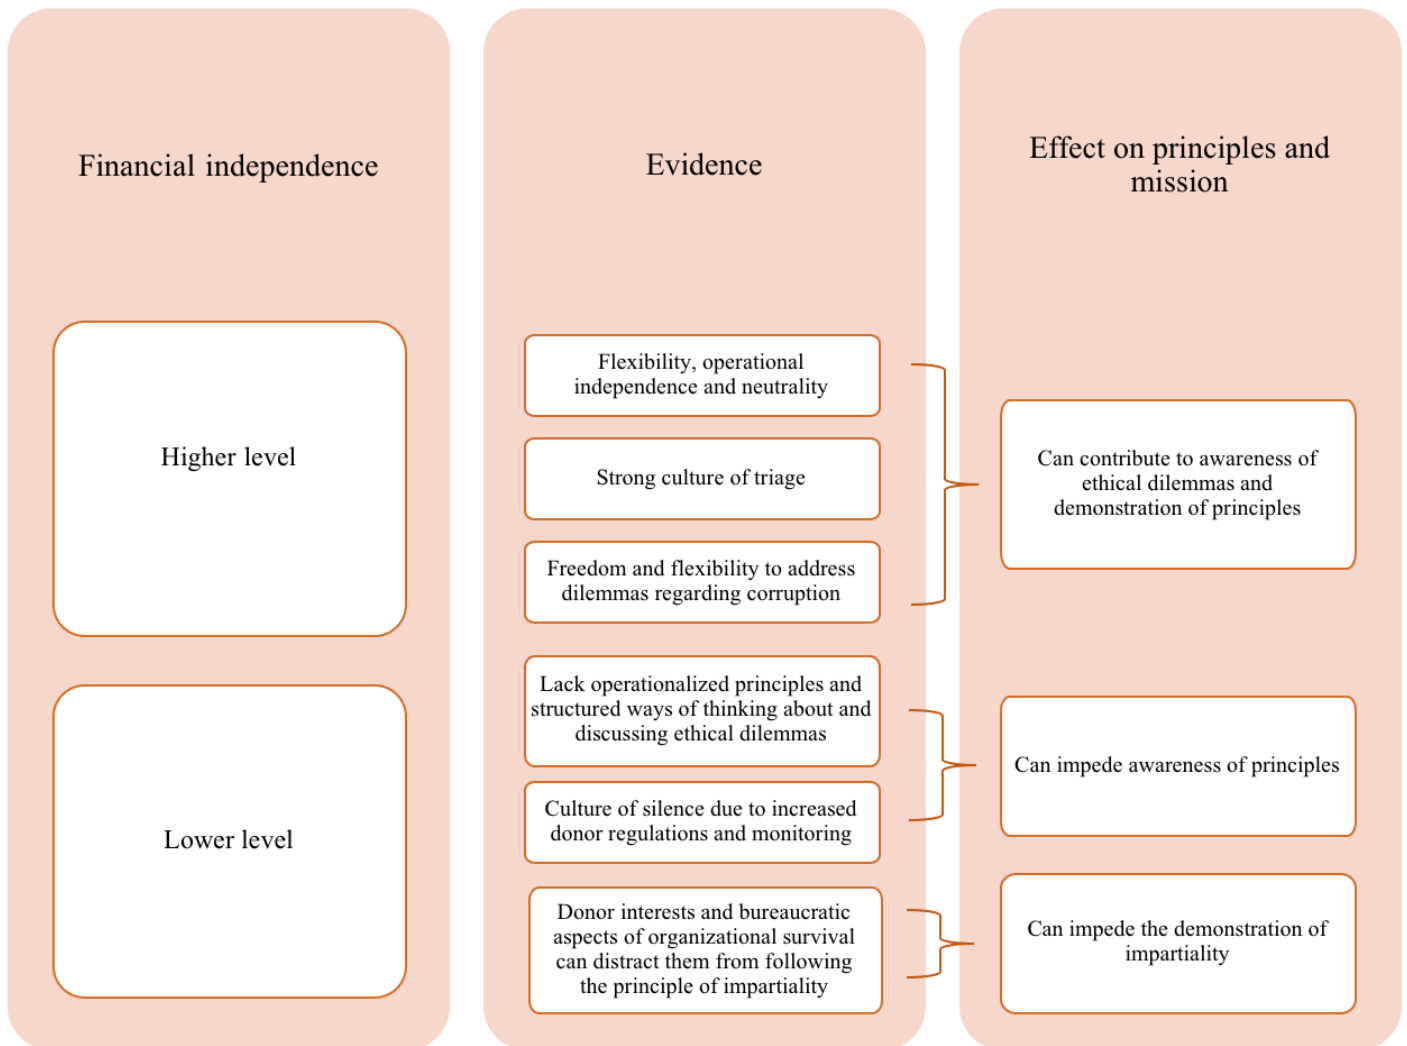 Financial independence
Evidence
Effect on principles and
mission
Higher level
Flexibility, operational
independence and neutrality
Strong culture of triage
Freedom and flexibility to address
dilemmas regarding corruption
Can contribute to awareness of
ethical dilemmas and
demonstration of principles
Lower level
Lack operationalized principles and
structured ways of thinking about and
discussing ethical dilemmas
Culture of silence due to increased
donor regulations and monitoring
Can impede awareness of principles
Donor interests and bureaucratic
aspects of organizational survival
can distract them from following
the principle of impartiality
Can impede the demonstration of
impartiality